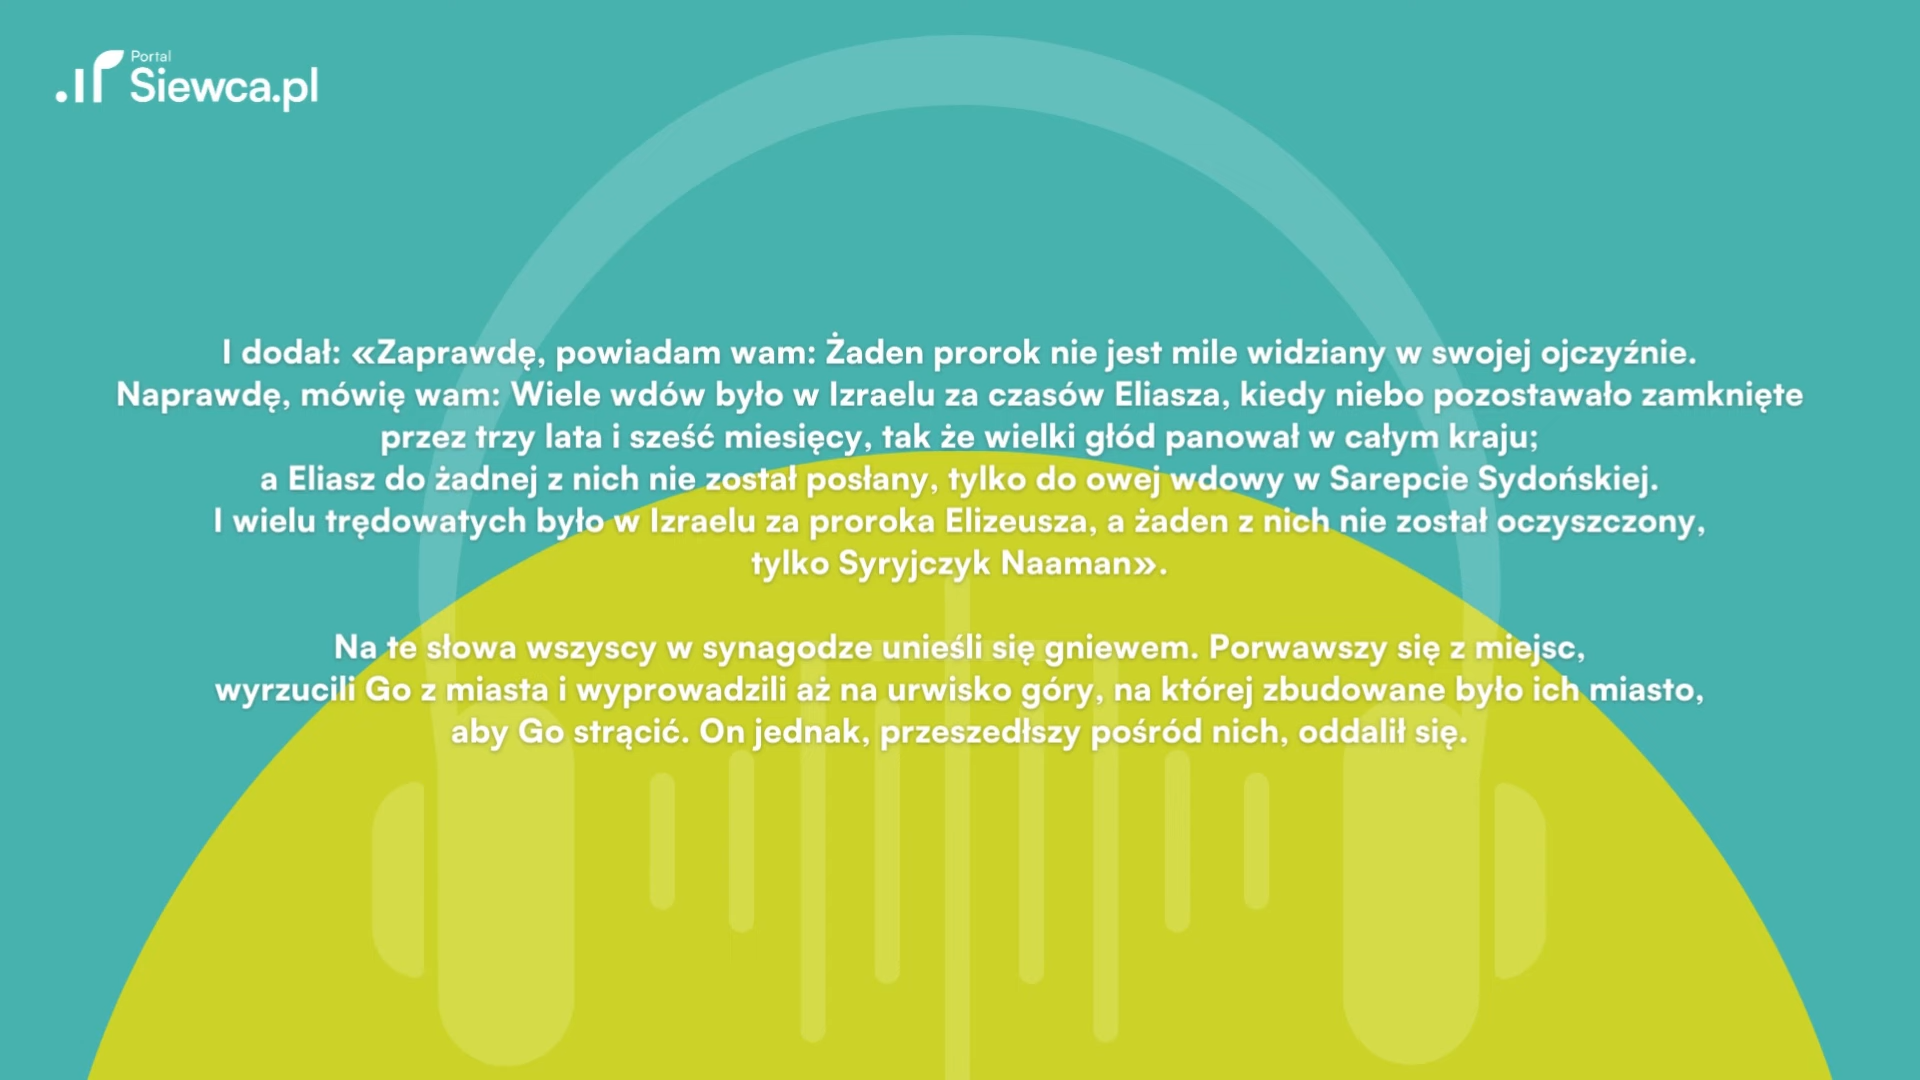 Portal
Siewca.pl
I dodał: «Zaprawdę, powiadam wam: Żaden prorok nie jest mile widziany w swojej ojczyźnie.
Naprawdę, mówię wam: Wiele wdów było w Izraelu za czasów Eliasza, kiedy niebo pozostawało zamknięte
przez trzy lata i sześć miesięcy, tak że wielki głód panował w całym kraju;
a Eliasz do żadnej z nich nie został posłany, tylko do owej wdowy w Sarepcie Sydońskiej.
I wielu trędowatych było w Izraelu za proroka Elizeusza, a żaden z nich nie został oczyszczony,
tylko Syryjczyk Naaman».
Na te słowa wszyscy w synagodze unieśli się gniewem. Porwawszy się z miejsc,
wyrzucili Go z miasta i wyprowadzili aż na urwisko góry, na której zbudowane było ich miasto,
aby Go strącić. On jednak, przeszedłszy pośród nich, oddalił się.